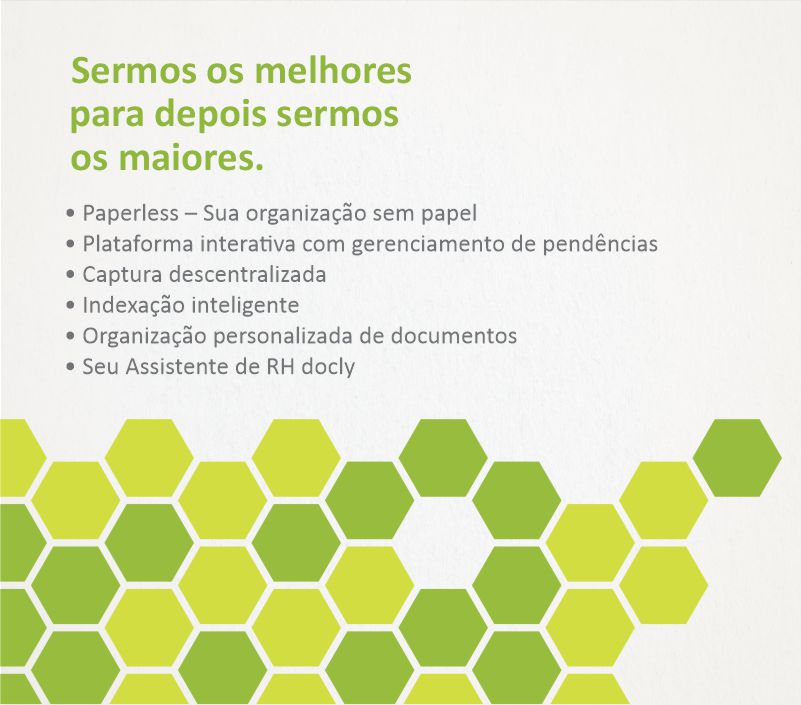 Sermos os melhores
para depois sermos
os maiores.
• Paperless – Sua organização sem papel
• Plataforma interativa com gerenciamento de pendências
• Captura descentralizada
• Indexação inteligente
• Organização personalizada de documentos
• Seu Assistente de RH docly